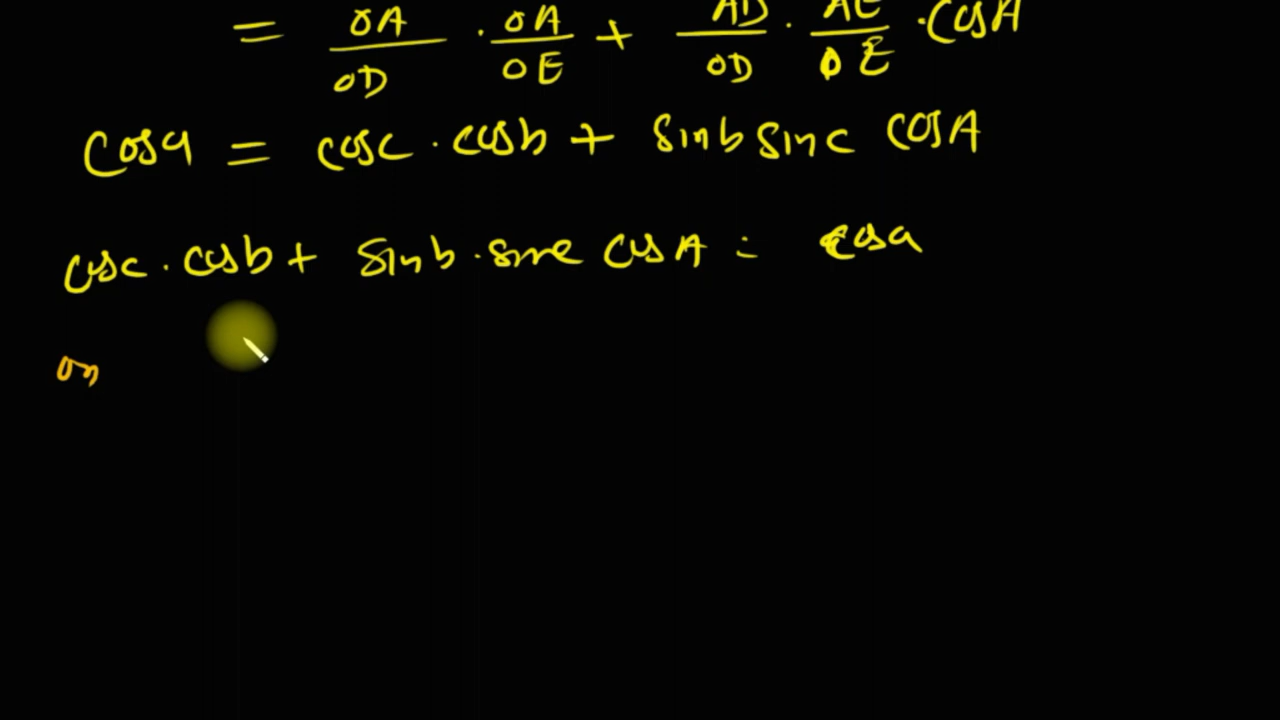 = OA/OD · OA/OE + AD/OD · AE/OE · cosA
cosa = cosc · cosb + sinb sinc cosA
cosc · cosb + sinb · sinc cosA = cosa
or